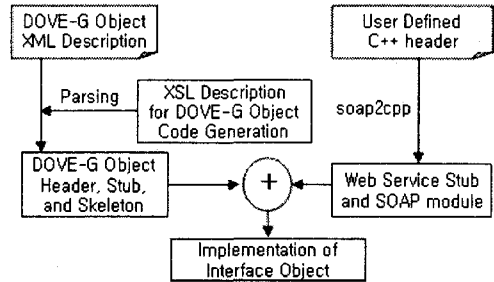 DOVE-G Object
XML Description
User Defined
C++ header
Parsing
XSL Description
for DOVE-G Object
Code Generation
soap2cpp
DOVE-G Object
Header, Stub,
and Skeleton
+
Web Service Stub
and SOAP module
Implementation of
Interface Object